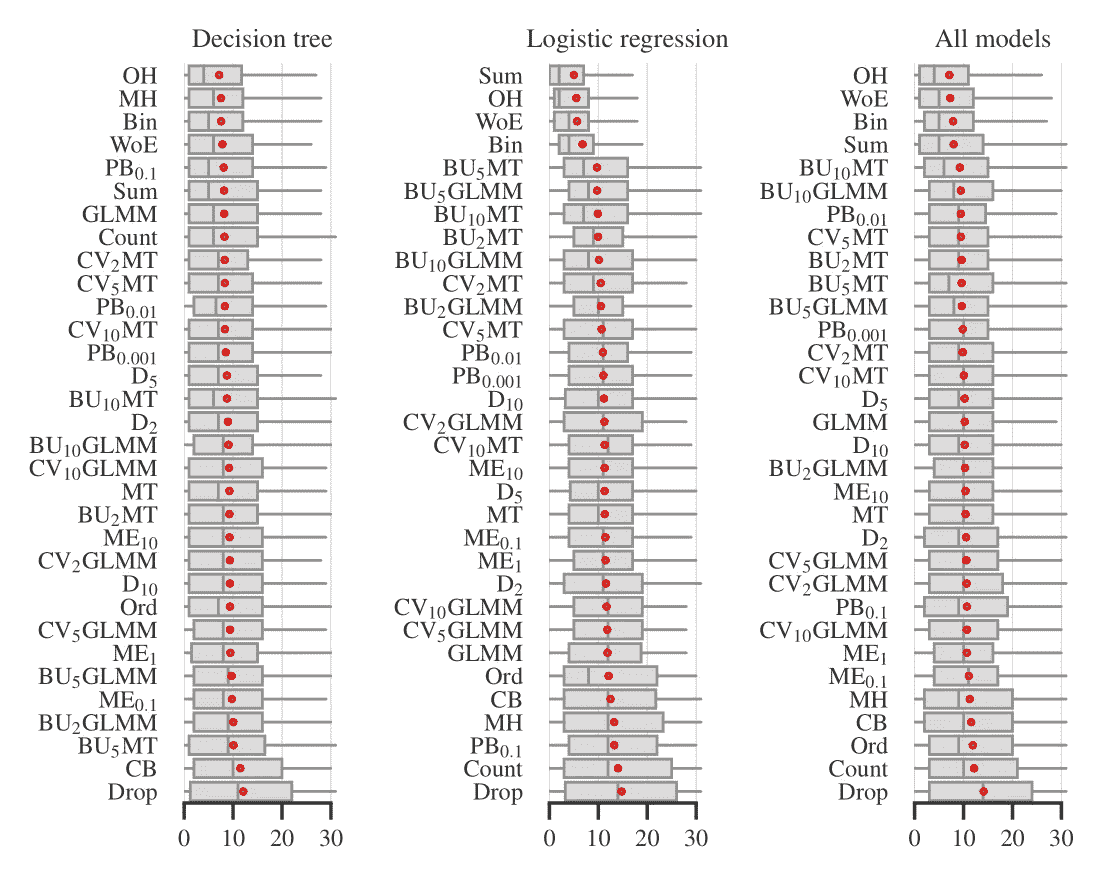 Decision tree
OH
MH
Bin
WoE
PB0.1
Sum
GLMM
Count
CV2MT
CV5MT
PB0.01
CV10MT
PB0.001
D5
BU10MT
D2
BU10GLMM
CV10GLMM
MT
BU2MT
ME10
CV2GLMM
D10
Ord
CV5GLMM
ME1
BU5GLMM
ME0.1
BU2GLMM
BU5MT
CB
Drop
0 10 20 30
Logistic regression
Sum
OH
WoE
Bin
BU5MT
BU5GLMM
BU10MT
BU2MT
BU10GLMM
CV2MT
BU2GLMM
CV5MT
PB0.01
PB0.001
D10
CV2GLMM
CV10MT
ME10
D5
MT
ME0.1
ME1
D2
CV10GLMM
CV5GLMM
GLMM
Ord
CB
MH
PB0.1
Count
Drop
0 10 20 30
All models
OH
WoE
Bin
Sum
BU10MT
BU10GLMM
PB0.01
CV5MT
BU2MT
BU5MT
BU5GLMM
PB0.001
CV2MT
CV10MT
D5
GLMM
D10
BU2GLMM
ME10
MT
D2
CV5GLMM
CV2GLMM
PB0.1
CV10GLMM
ME1
ME0.1
MH
CB
Ord
Count
Drop
0 10 20 30